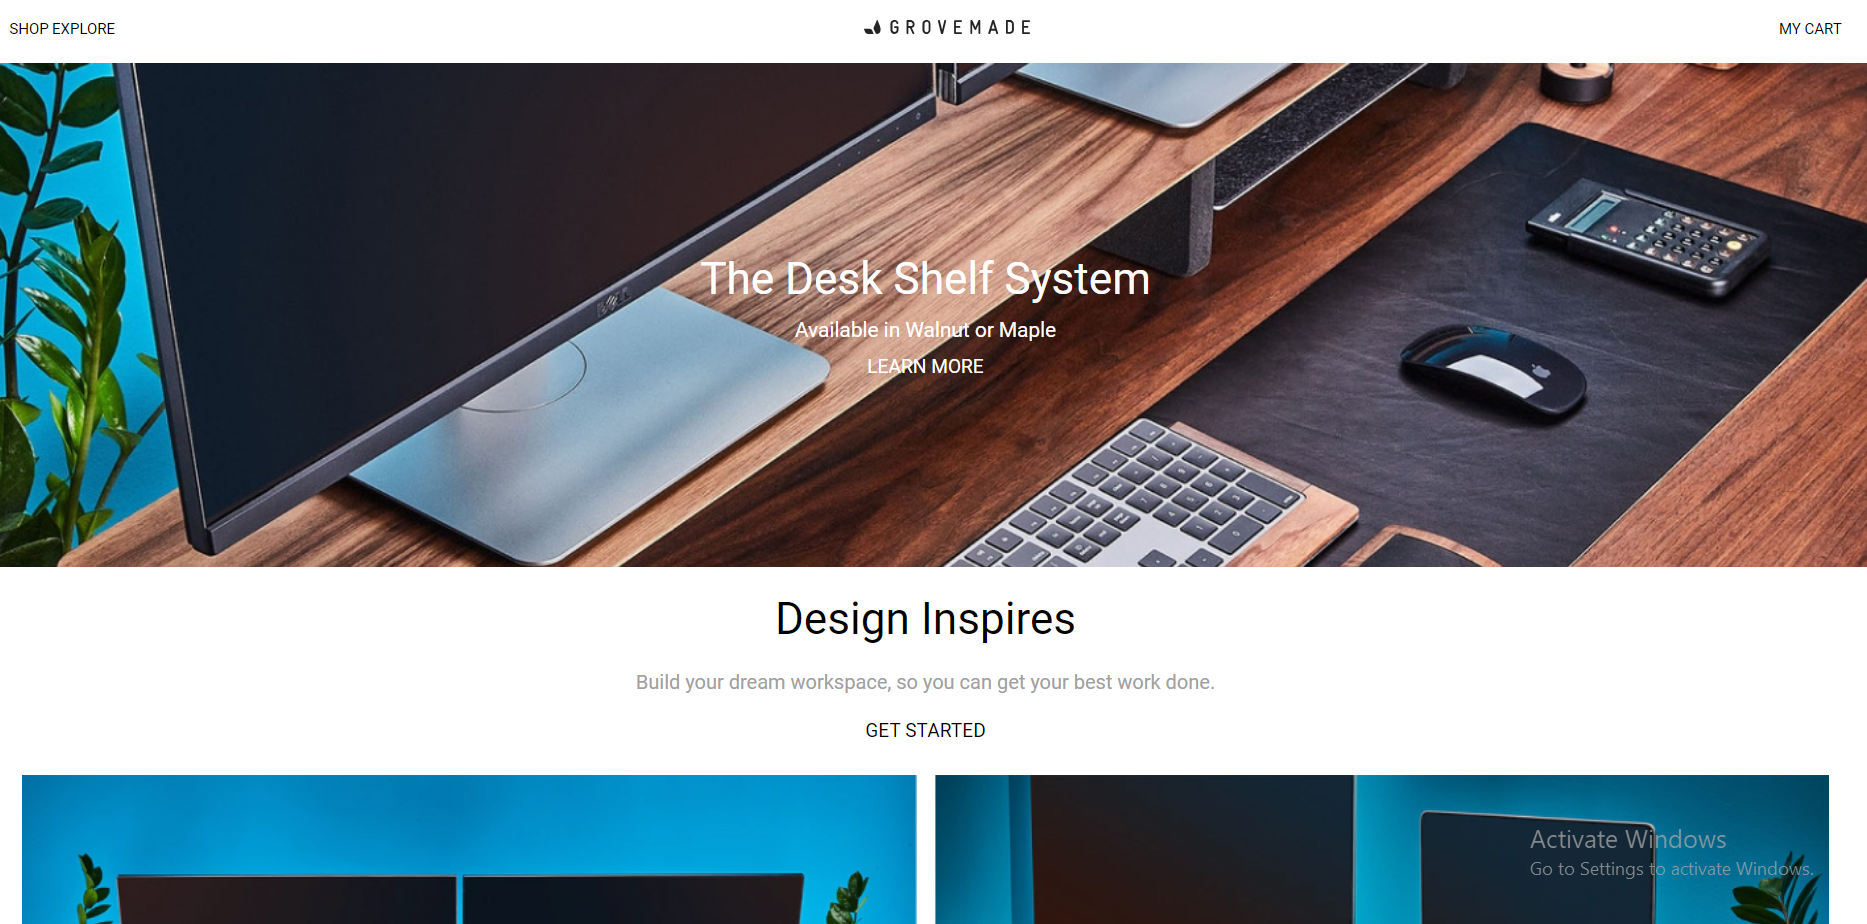 SHOP EXPLORE
GROVEMADE
MY CART
The Desk Shelf System
Available in Walnut or Maple
LEARN MORE
DELL
Design Inspires
Build your dream workspace, so you can get your best work done.
GET STARTED
Activate Windows
Go to Settings to activate Windows.